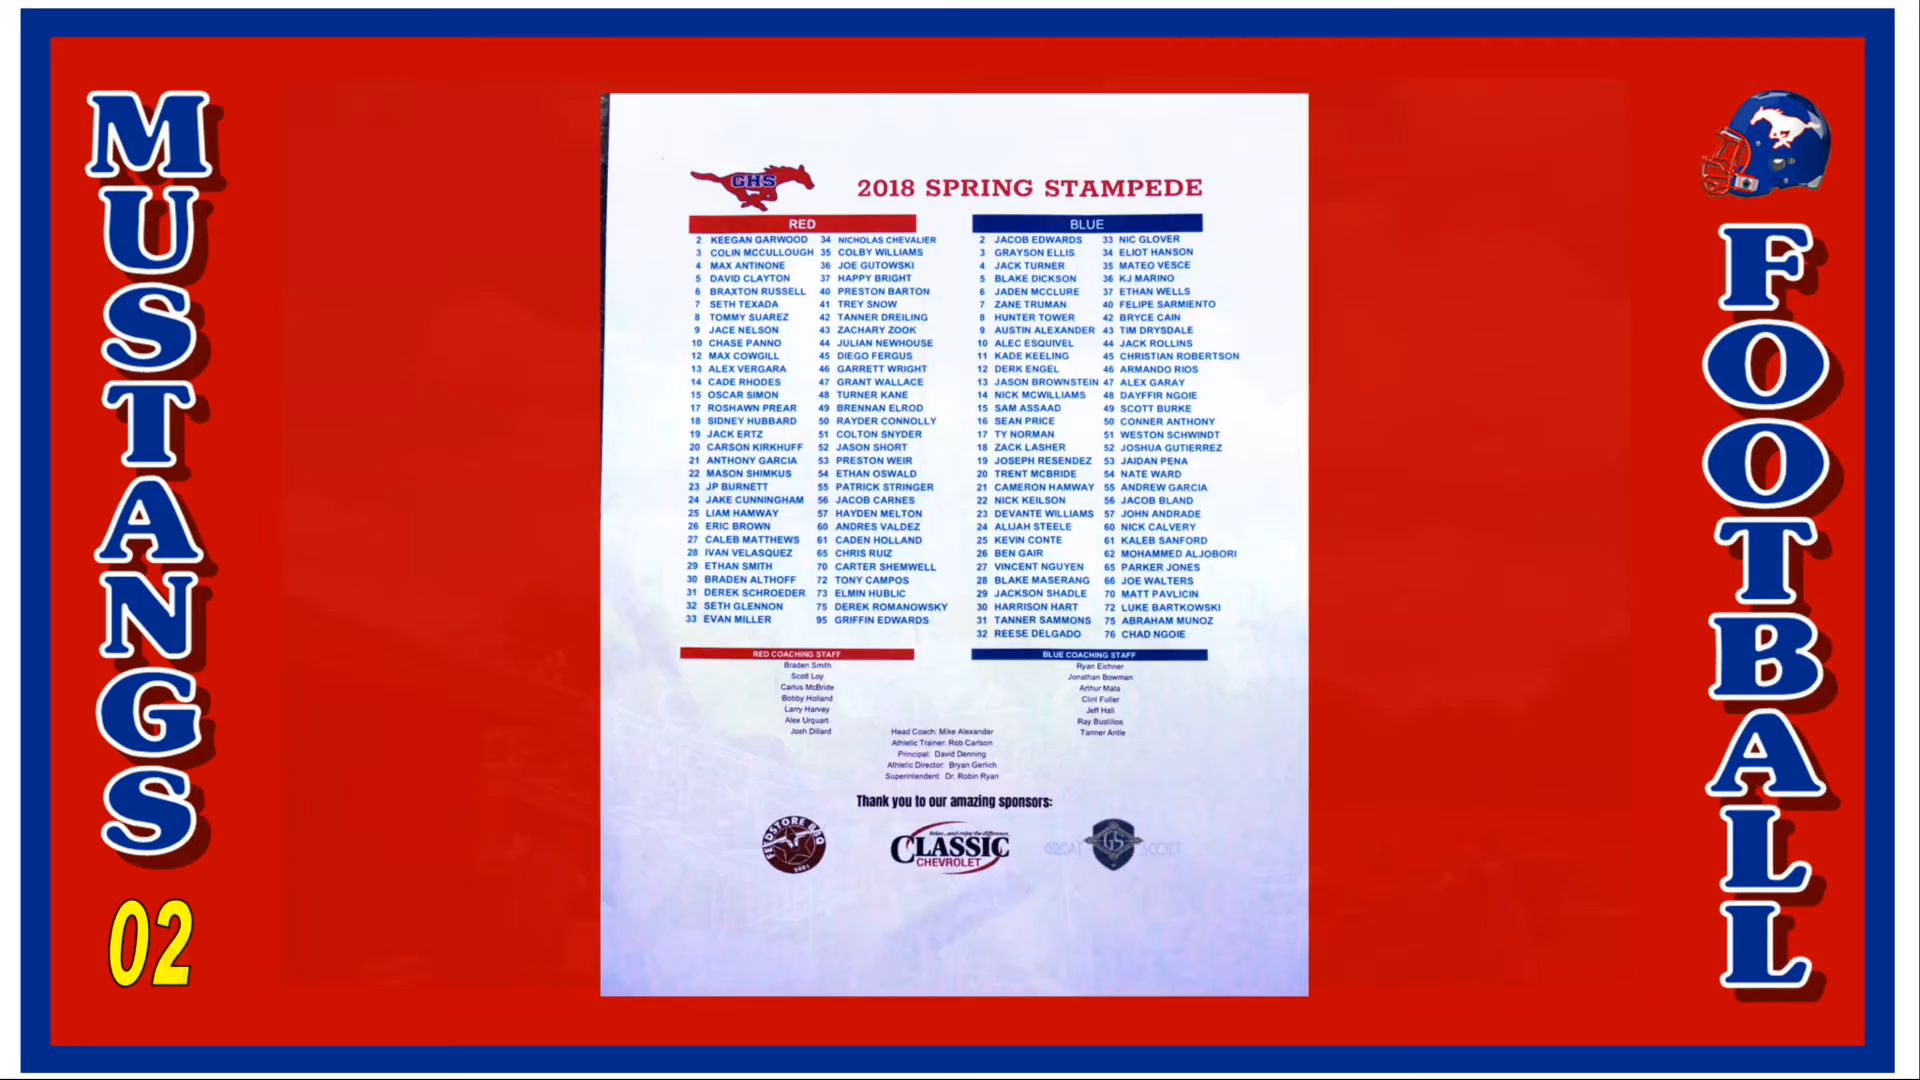 MUSTANGS
02
GHS
2018 SPRING STAMPEDE
RED
2 KEEGAN GARWOOD 34 NICHOLAS CHEVALIER
3 COLIN MCCULLOUGH 35 COLBY WILLIAMS
4 MAX ANTINONE 36 JOE GUTOWSKI
5 DAVID CLAYTON 37 HAPPY BRIGHT
6 BRAXTON RUSSELL 40 PRESTON BARTON
7 SETH TEXADA 41 TREY SNOW
8 TOMMY SUAREZ 42 TANNER DREILING
9 JACE NELSON 43 ZACHARY ZOOK
10 CHASE PANNO 44 JULIAN NEWHOUSE
12 MAX COWGILL 45 DIEGO FERGUS
13 ALEX VERGARA 46 GARRETT WRIGHT
14 CADE RHODES 47 GRANT WALLACE
15 OSCAR SIMON 48 TURNER KANE
17 ROSHAWN PREAR 49 BRENNAN ELROD
18 SIDNEY HUBBARD 50 RAYDER CONNOLLY
19 JACK ERTZ 51 COLTON SNYDER
20 CARSON KIRKHUFF 52 JASON SHORT
21 ANTHONY GARCIA 53 PRESTON WEIR
22 MASON SHIMKUS 54 ETHAN OSWALD
23 JP BURNETT 55 PATRICK STRINGER
24 JAKE CUNNINGHAM 56 JACOB CARNES
25 LIAM HAMWAY 57 HAYDEN MELTON
26 ERIC BROWN 60 ANDRES VALDEZ
27 CALEB MATTHEWS 61 CADEN HOLLAND
28 IVAN VELASQUEZ 65 CHRIS RUIZ
29 ETHAN SMITH 70 CARTER SHEMWELL
30 BRADEN ALTHOFF 72 TONY CAMPOS
31 DEREK SCHROEDER 73 ELMIN HUBLIC
32 SETH GLENNON 75 DEREK ROMANOWSKY
33 EVAN MILLER 95 GRIFFIN EDWARDS
BLUE
2 JACOB EDWARDS 33 NIC GLOVER
3 GRAYSON ELLIS 34 ELIOT HANSON
4 JACK TURNER 35 MATEO VESCE
5 BLAKE DICKSON 36 KJ MARINO
6 JADEN MCCLURE 37 ETHAN WELLS
7 ZANE TRUMAN 40 FELIPE SARMIENTO
8 HUNTER TOWER 42 BRYCE CAIN
9 AUSTIN ALEXANDER 43 TIM DRYSDALE
10 ALEC ESQUIVEL 44 JACK ROLLINS
11 KADE KEELING 45 CHRISTIAN ROBERTSON
12 DERK ENGEL 46 ARMANDO RIOS
13 JASON BROWNSTEIN 47 ALEX GARAY
14 NICK MCWILLIAMS 48 DAYFFIR NGOIE
15 SAM ASSAAD 49 SCOTT BURKE
16 SEAN PRICE 50 CONNER ANTHONY
17 TY NORMAN 51 WESTON SCHWINDT
18 ZACK LASHER 52 JOSHUA GUTIERREZ
19 JOSEPH RESENDEZ 53 JAIDAN PENA
20 TRENT MCBRIDE 54 NATE WARD
21 CAMERON HAMWAY 55 ANDREW GARCIA
22 NICK KEILSON 56 JACOB BLAND
23 DEVANTE WILLIAMS 57 JOHN ANDRADE
24 ALIJAH STEELE 60 NICK CALVERY
25 KEVIN CONTE 61 KALEB SANFORD
26 BEN GAIR 62 MOHAMMED ALJOBORI
27 VINCENT NGUYEN 65 PARKER JONES
28 BLAKE MASERANG 66 JOE WALTERS
29 JACKSON SHADLE 70 MATT PAVLICIN
30 HARRISON HART 72 LUKE BARTKOWSKI
31 TANNER SAMMONS 75 ABRAHAM MUNOZ
32 REESE DELGADO 76 CHAD NGOIE
RED COACHING STAFF
Braden Smith
Scott Loy
Carlus McBride
Bobby Holland
Larry Harvey
Alex Urquart
Josh Dillard
BLUE COACHING STAFF
Ryan Eichner
Jonathan Bowman
Arthur Mata
Clint Fuller
Jeff Hall
Ray Bustillos
Tanner Antle
Head Coach: Mike Alexander
Athletic Trainer: Rob Carlson
Principal: David Denning
Athletic Director: Bryan Gerlich
Superintendent: Dr. Robin Ryan
Thank you to our amazing sponsors:
FEEDSTORE BBQ
2001
Relax...and enjoy the difference.
CLASSIC
CHEVROLET
GREAT GS SCOTT
FOOTBALL